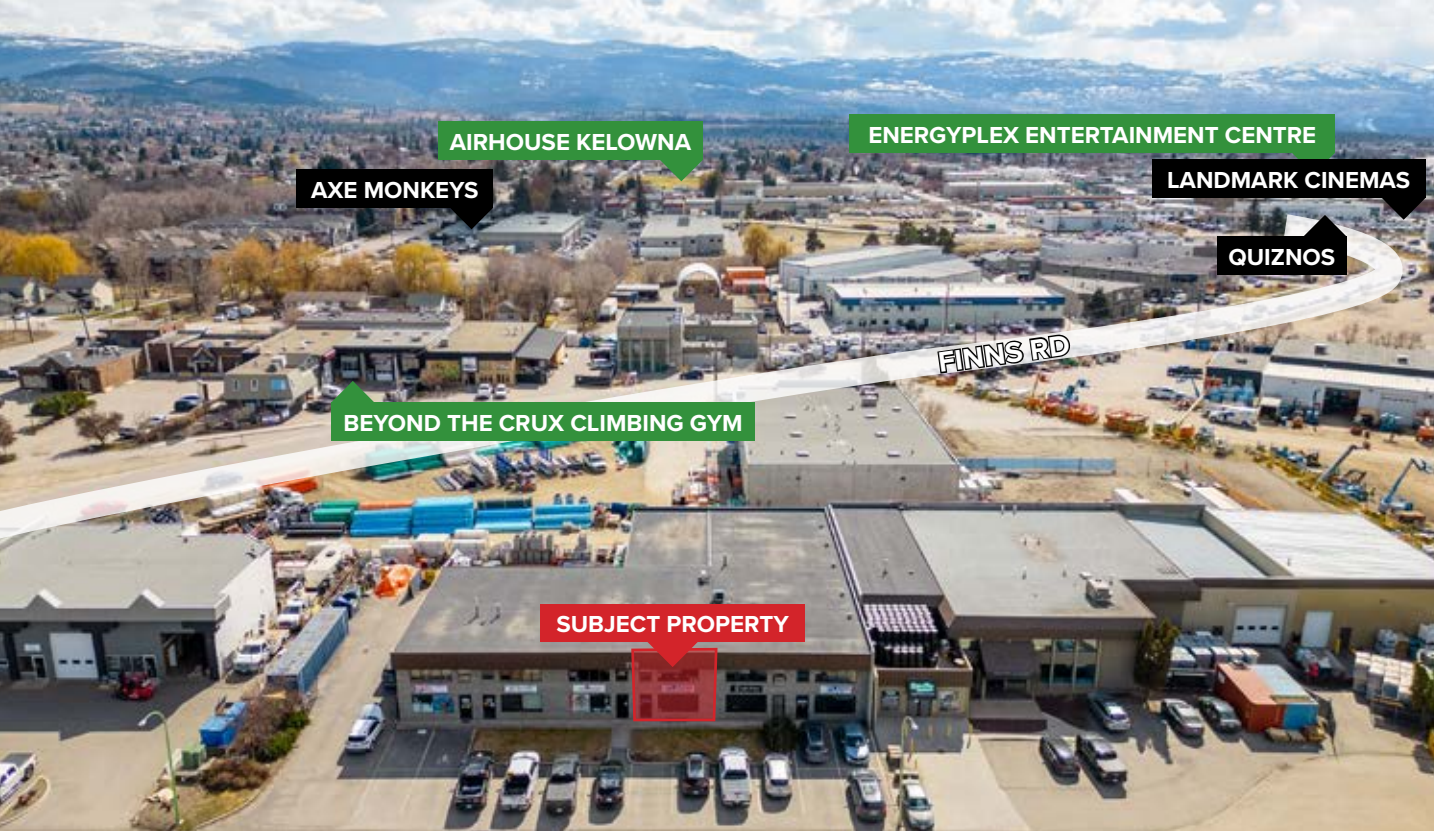 AIRHOUSE KELOWNA
ENERGYPLEX ENTERTAINMENT CENTRE
AXE MONKEYS
LANDMARK CINEMAS
QUIZNOS
FINNS RD
BEYOND THE CRUX CLIMBING GYM
SUBJECT PROPERTY